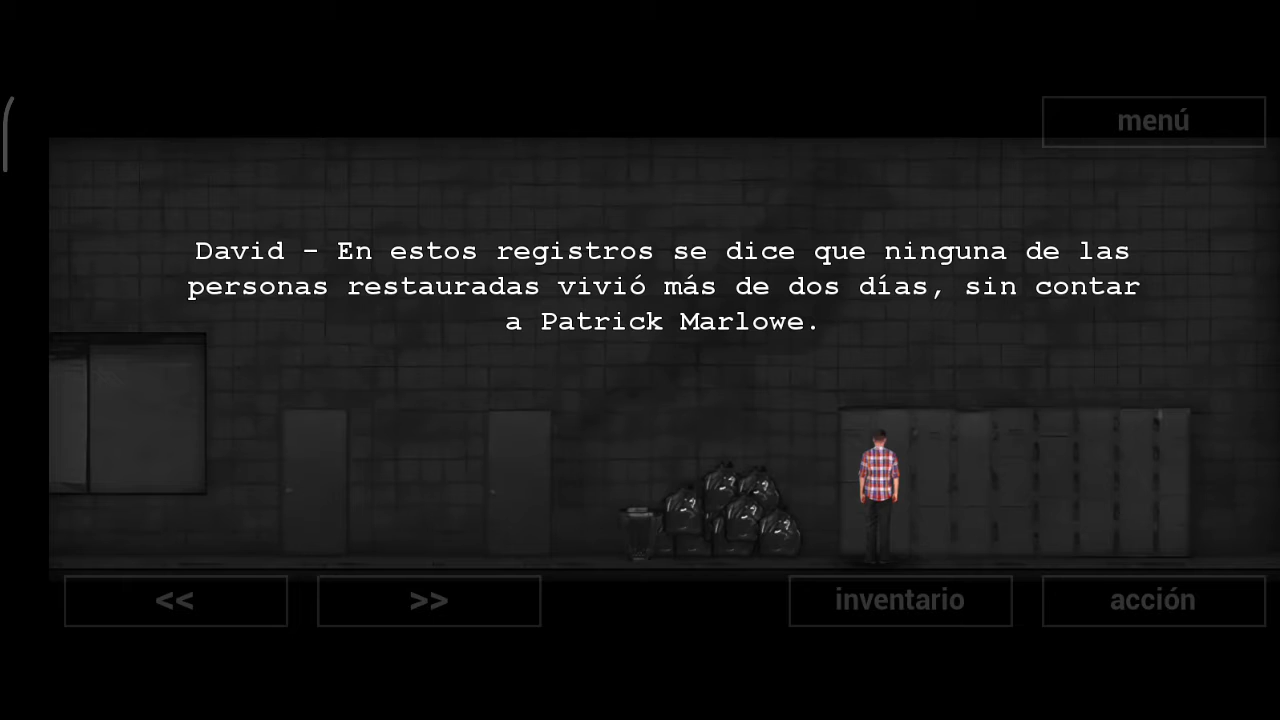 menú
David – En estos registros se dice que ninguna de las
personas restauradas vivió más de dos días, sin contar
a Patrick Marlowe.
<< >> inventario acción